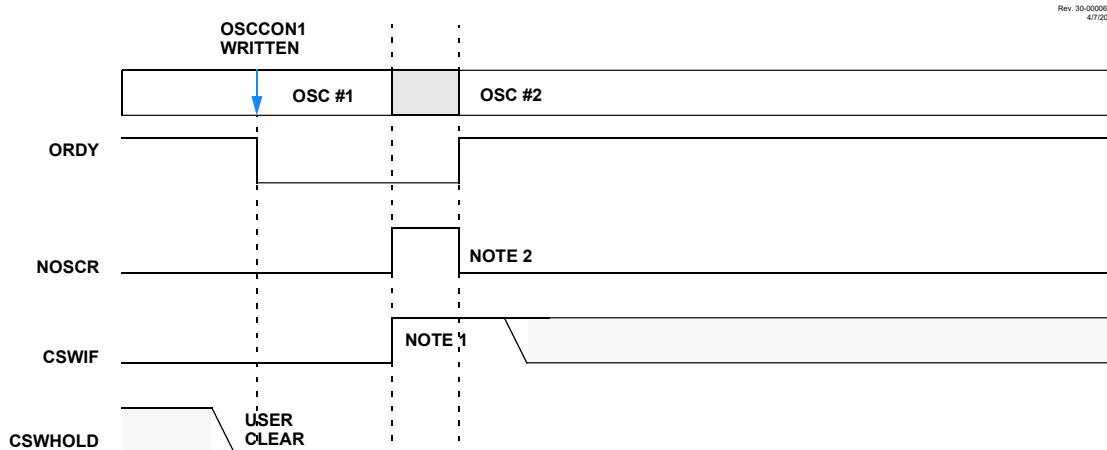 Rev. 30-00006
4/7/20
OSCCON1
WRITTEN
OSC #1
OSC #2
ORDY
NOSCR
NOTE 2
CSWIF
NOTE 1
CSWHOLD
USER
CLEAR